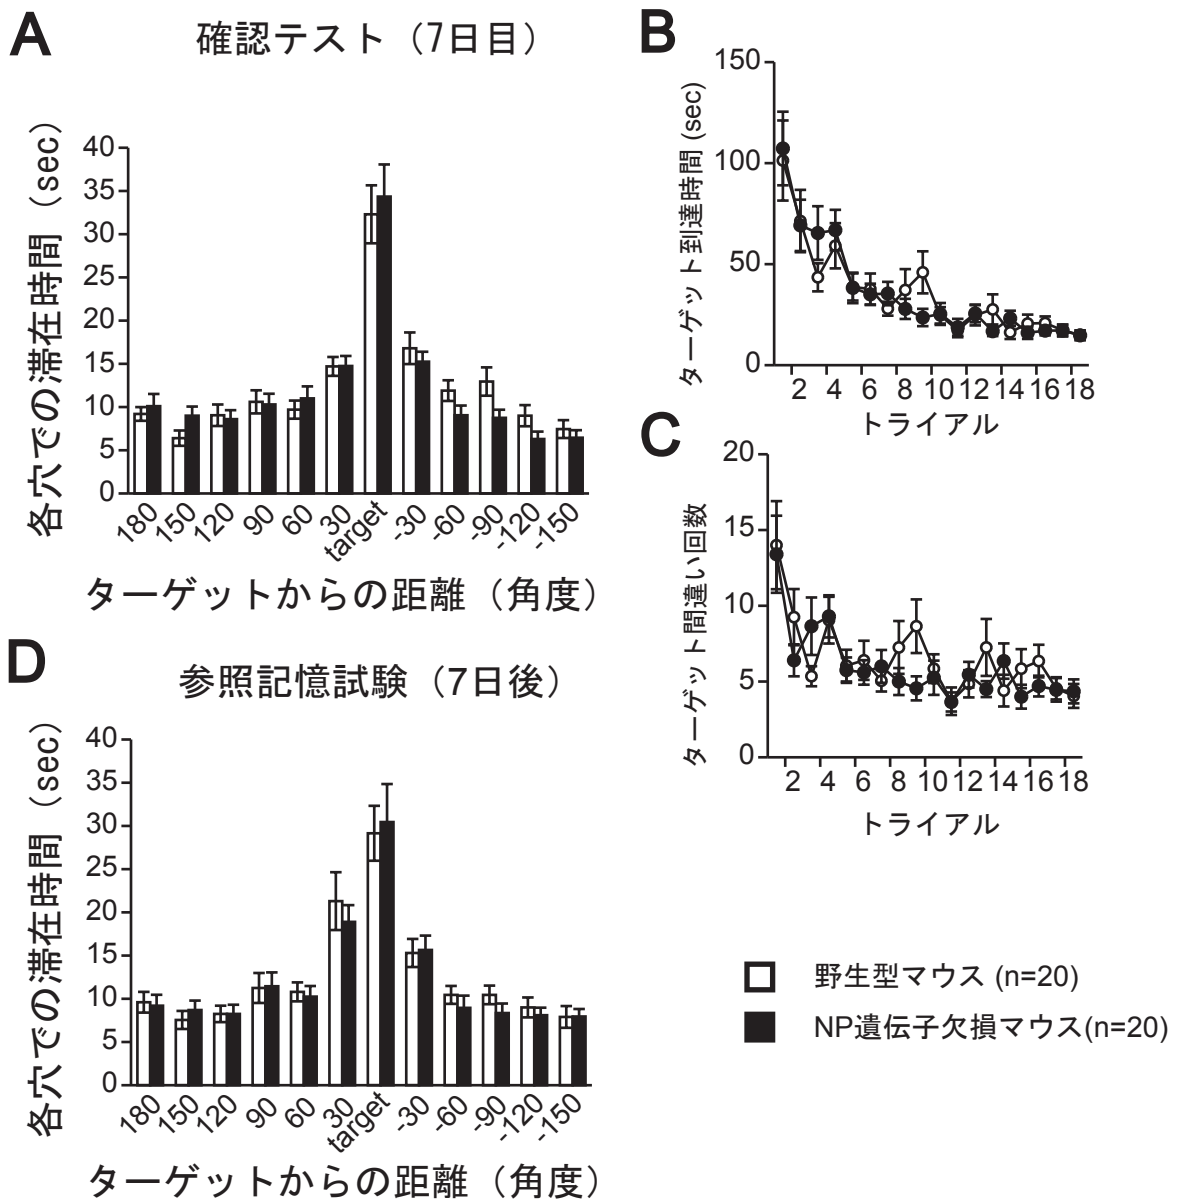 A
確認テスト（7日目）
各穴での滞在時間（sec）
40
35
30
25
20
15
10
5
0
180 150 120 90 60 30 target -30 -60 -90 -120 -150
ターゲットからの距離（角度）
B
ターゲット到達時間 (sec)
150
100
50
0
2 4 6 8 10 12 14 16 18
トライアル
C
ターゲット間違い回数
20
15
10
5
0
2 4 6 8 10 12 14 16 18
トライアル
D
参照記憶試験（7日後）
各穴での滞在時間（sec）
40
35
30
25
20
15
10
5
0
180 150 120 90 60 30 target -30 -60 -90 -120 -150
ターゲットからの距離（角度）
野生型マウス (n=20)
NP遺伝子欠損マウス(n=20)